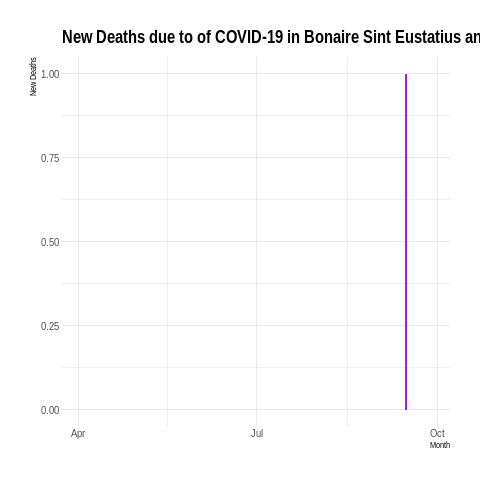 New Deaths due to of COVID-19 in Bonaire Sint Eustatius an
New Deaths
1.00
0.75
0.50
0.25
0.00
Apr Jul Oct
Month